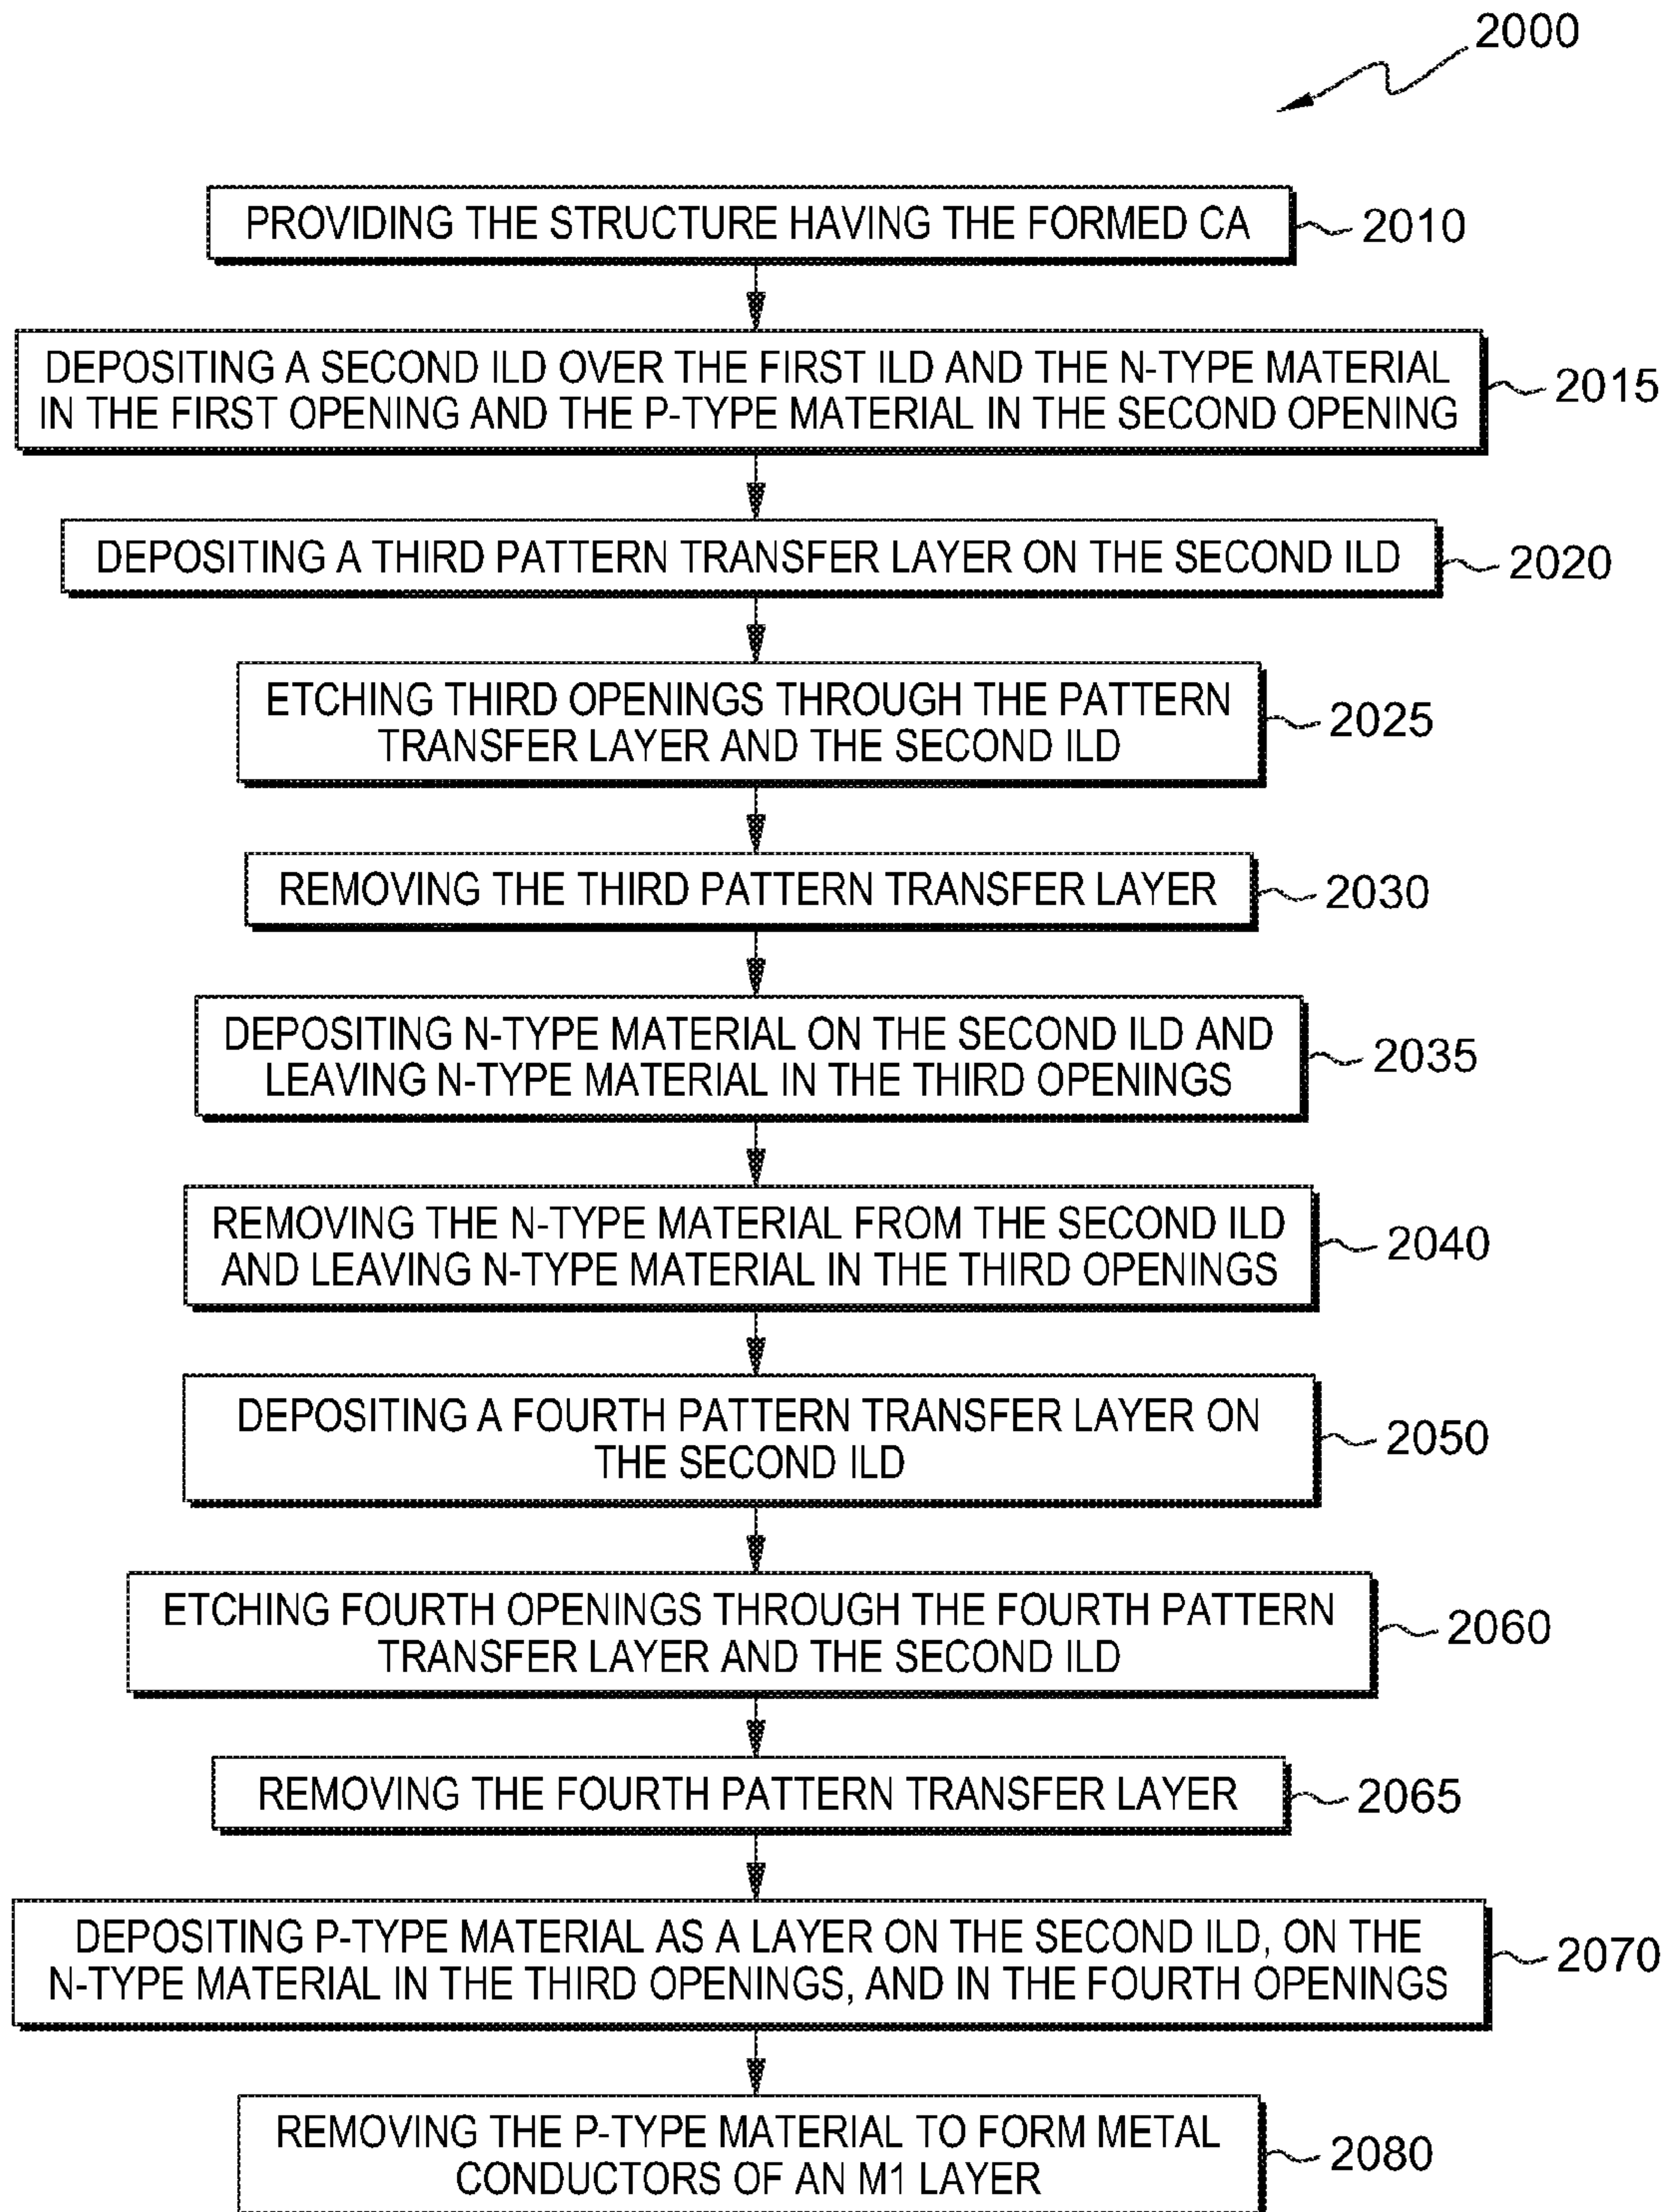 2000
PROVIDING THE STRUCTURE HAVING THE FORMED CA
2010
DEPOSITING A SECOND ILD OVER THE FIRST ILD AND THE N-TYPE MATERIAL
IN THE FIRST OPENING AND THE P-TYPE MATERIAL IN THE SECOND OPENING
2015
DEPOSITING A THIRD PATTERN TRANSFER LAYER ON THE SECOND ILD
2020
ETCHING THIRD OPENINGS THROUGH THE PATTERN
TRANSFER LAYER AND THE SECOND ILD
2025
REMOVING THE THIRD PATTERN TRANSFER LAYER
2030
DEPOSITING N-TYPE MATERIAL ON THE SECOND ILD AND
LEAVING N-TYPE MATERIAL IN THE THIRD OPENINGS
2035
REMOVING THE N-TYPE MATERIAL FROM THE SECOND ILD
AND LEAVING N-TYPE MATERIAL IN THE THIRD OPENINGS
2040
DEPOSITING A FOURTH PATTERN TRANSFER LAYER ON
THE SECOND ILD
2050
ETCHING FOURTH OPENINGS THROUGH THE FOURTH PATTERN
TRANSFER LAYER AND THE SECOND ILD
2060
REMOVING THE FOURTH PATTERN TRANSFER LAYER
2065
DEPOSITING P-TYPE MATERIAL AS A LAYER ON THE SECOND ILD, ON THE
N-TYPE MATERIAL IN THE THIRD OPENINGS, AND IN THE FOURTH OPENINGS
2070
REMOVING THE P-TYPE MATERIAL TO FORM METAL
CONDUCTORS OF AN M1 LAYER
2080